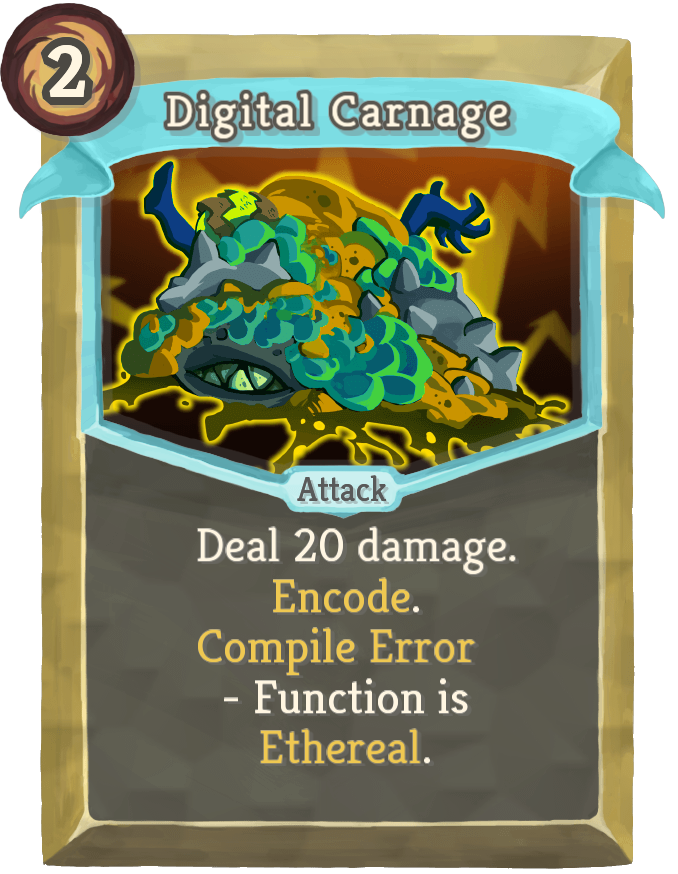 2
Digital Carnage
Attack
Deal 20 damage.
Encode.
Compile Error
- Function is
Ethereal.